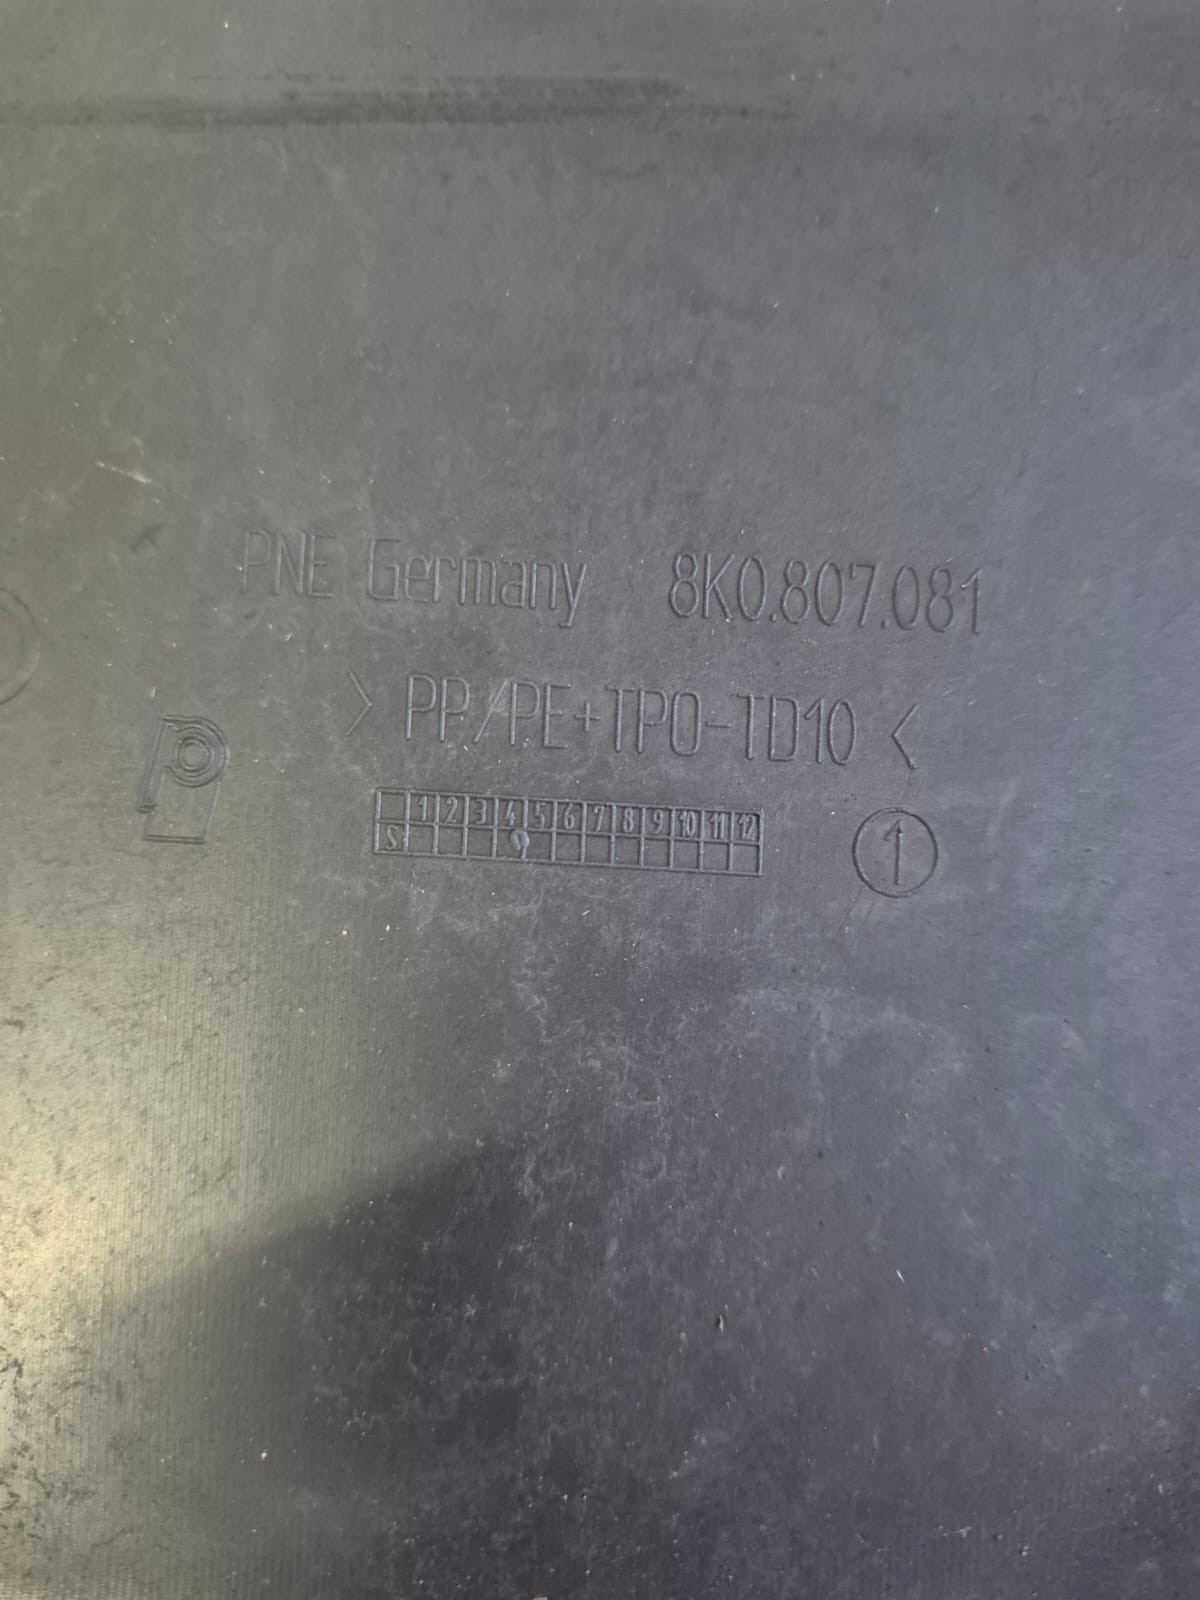 PNE Germany 8K0.807.081
> PP/PE+TPO-TD10 <
1 2 3 4 5 6 7 8 9 10 11 12
S 9
1